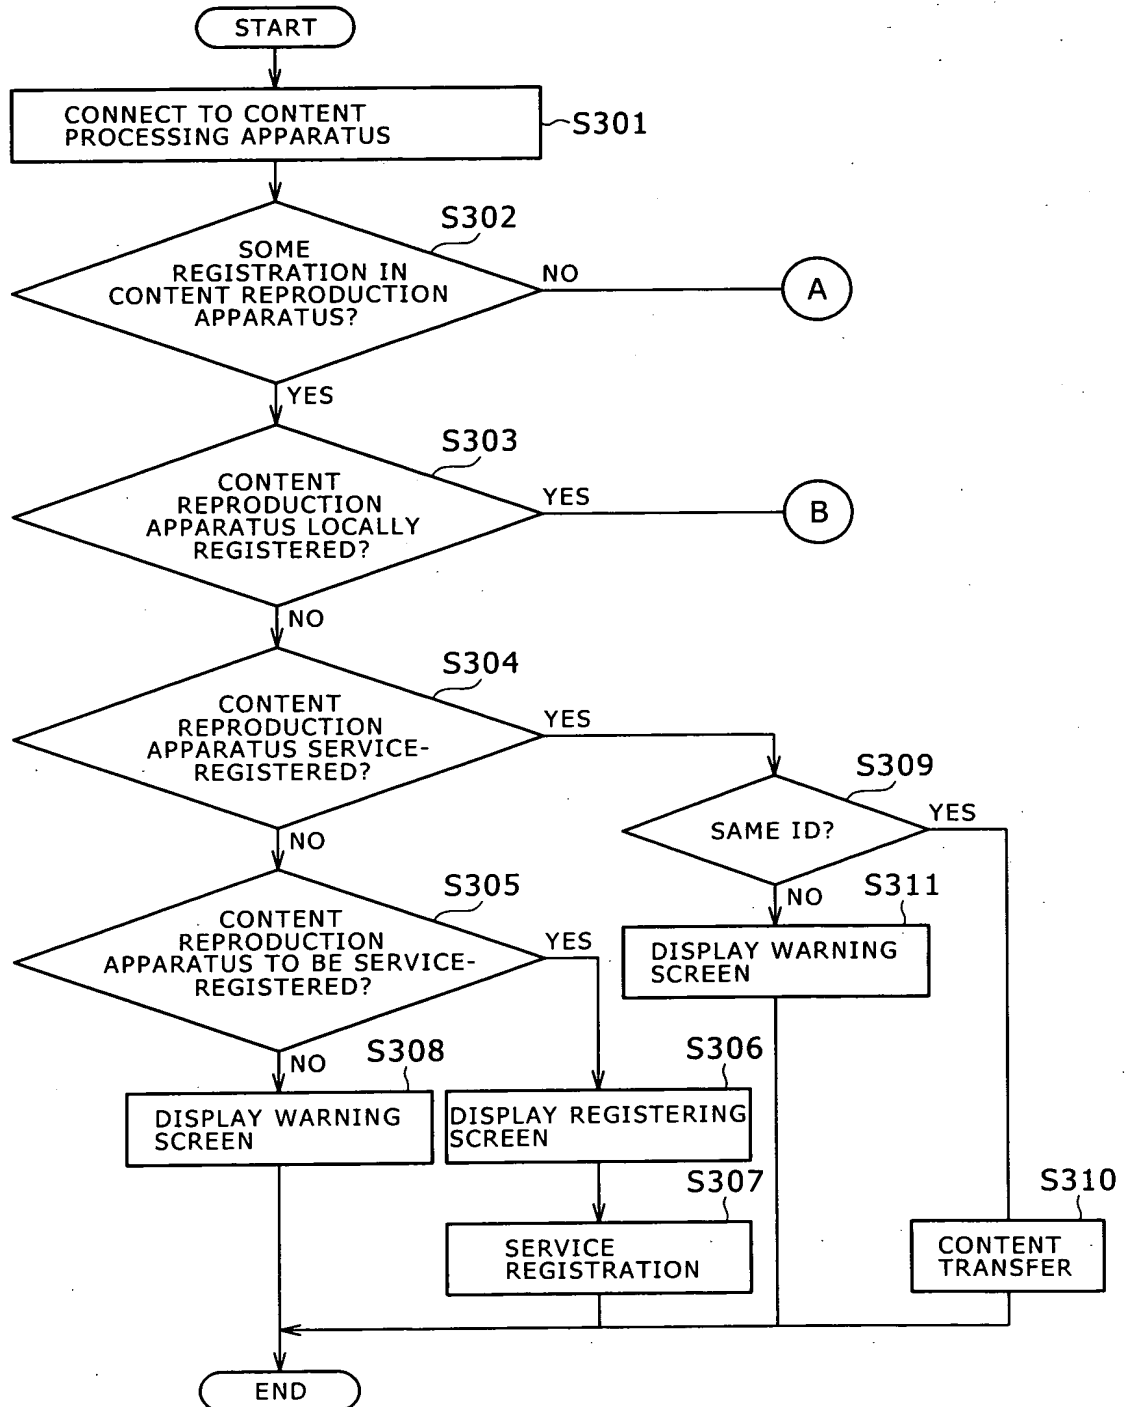 START
CONNECT TO CONTENT
PROCESSING APPARATUS
S301
S302
SOME
REGISTRATION IN
CONTENT REPRODUCTION
APPARATUS?
NO
A
YES
S303
CONTENT
REPRODUCTION
APPARATUS LOCALLY
REGISTERED?
YES
B
NO
S304
CONTENT
REPRODUCTION
APPARATUS SERVICE-
REGISTERED?
YES
S309
SAME ID?
YES
NO
NO
S311
DISPLAY WARNING
SCREEN
S305
CONTENT
REPRODUCTION
APPARATUS TO BE SERVICE-
REGISTERED?
YES
NO
S308
DISPLAY WARNING
SCREEN
S306
DISPLAY REGISTERING
SCREEN
S307
SERVICE
REGISTRATION
S310
CONTENT
TRANSFER
END